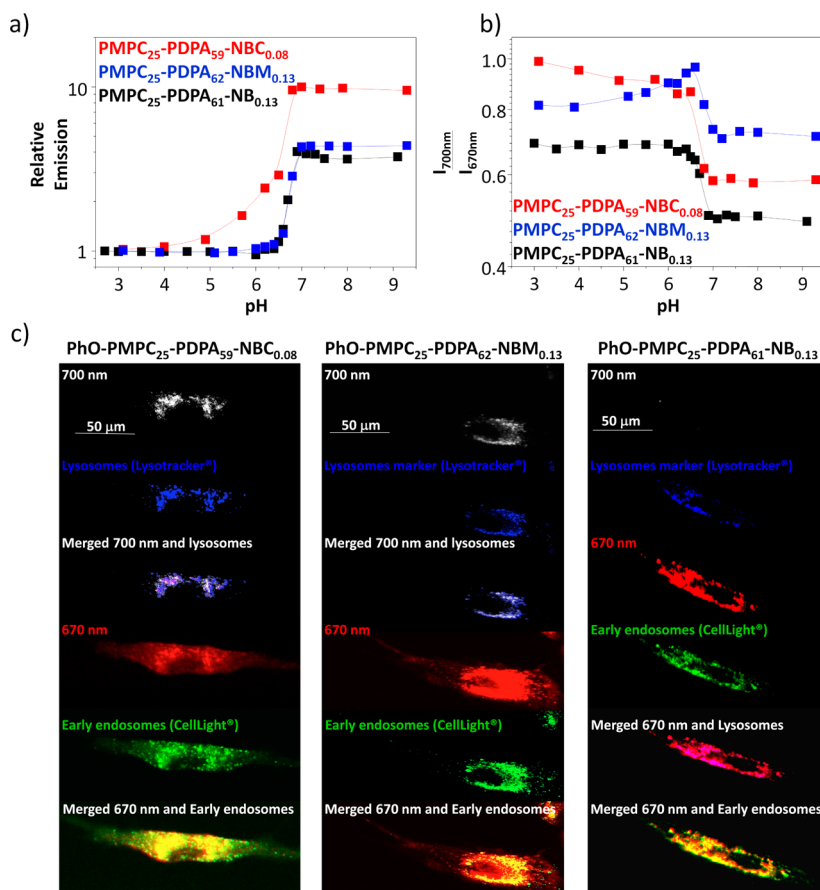 a)
PMPC₂₅-PDPA₅₉-NBC₀.₀₈
PMPC₂₅-PDPA₆₂-NBM₀.₁₃
PMPC₂₅-PDPA₆₁-NB₀.₁₃
10
1
Relative
Emission
3 4 5 6 7 8 9
pH
b)
1.0
0.8
0.6
0.4
I700nm
I670nm
PMPC₂₅-PDPA₅₉-NBC₀.₀₈
PMPC₂₅-PDPA₆₂-NBM₀.₁₃
PMPC₂₅-PDPA₆₁-NB₀.₁₃
3 4 5 6 7 8 9
pH
c)
PhO-PMPC₂₅-PDPA₅₉-NBC₀.₀₈
700 nm
50 μm
Lysosomes (Lysotracker®)
Merged 700 nm and lysosomes
670 nm
Early endosomes (CellLight®)
Merged 670 nm and Early endosomes
PhO-PMPC₂₅-PDPA₆₂-NBM₀.₁₃
700 nm
50 μm
Lysosomes marker (Lysotracker®)
Merged 700 nm and lysosomes
670 nm
Early endosomes (CellLight®)
Merged 670 nm and Early endosomes
PhO-PMPC₂₅-PDPA₆₁-NB₀.₁₃
700 nm
50 μm
Lysosomes marker (Lysotracker®)
670 nm
Early endosomes (CellLight®)
Merged 670 nm and Lysosomes
Merged 670 nm and Early endosomes